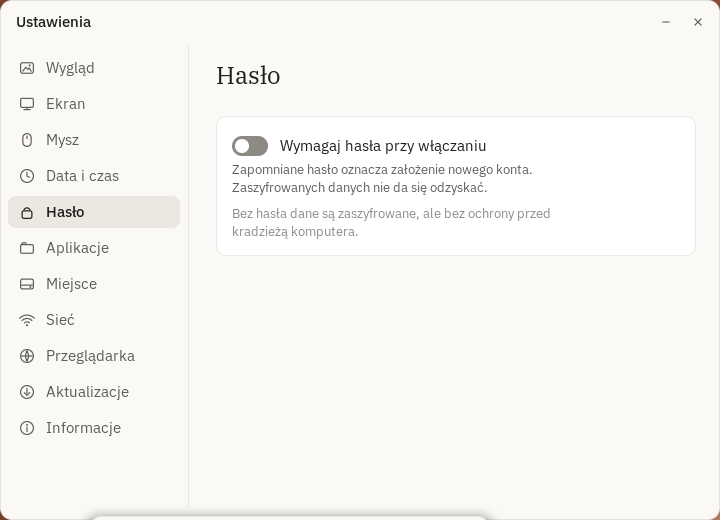 Ustawienia
Wygląd
Ekran
Mysz
Data i czas
Hasło
Aplikacje
Miejsce
Sieć
Przeglądarka
Aktualizacje
Informacje
Hasło
Wymagaj hasła przy włączaniu
Zapomniane hasło oznacza założenie nowego konta.
Zaszyfrowanych danych nie da się odzyskać.
Bez hasła dane są zaszyfrowane, ale bez ochrony przed
kradzieżą komputera.